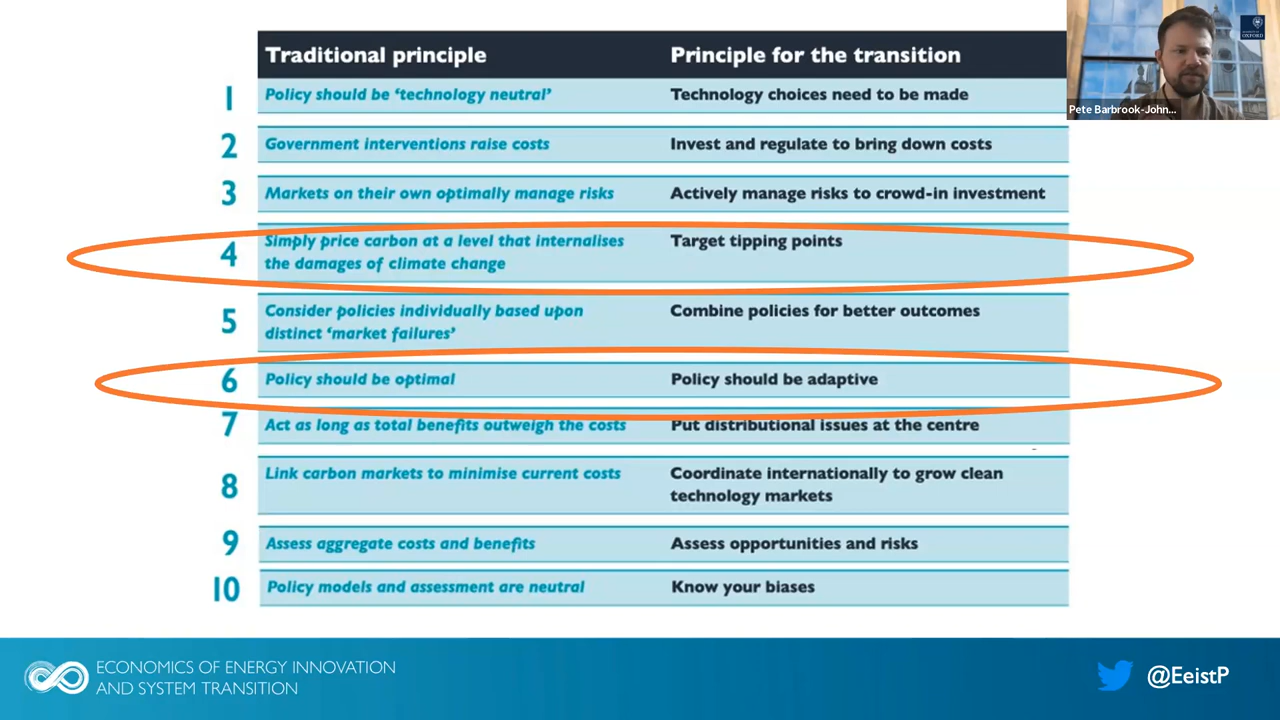 Traditional principle Principle for the transition
1 Policy should be ‘technology neutral’ Technology choices need to be made
2 Government interventions raise costs Invest and regulate to bring down costs
3 Markets on their own optimally manage risks Actively manage risks to crowd-in investment
4 Simply price carbon at a level that internalises Target tipping points
the damages of climate change
5 Consider policies individually based upon Combine policies for better outcomes
distinct ‘market failures’
6 Policy should be optimal Policy should be adaptive
7 Act as long as total benefits outweigh the costs Put distributional issues at the centre
8 Link carbon markets to minimise current costs Coordinate internationally to grow clean
technology markets
9 Assess aggregate costs and benefits Assess opportunities and risks
10 Policy models and assessment are neutral Know your biases
Pete Barbrook-John...
UNIVERSITY OF
OXFORD
ECONOMICS OF ENERGY INNOVATION
AND SYSTEM TRANSITION
@EeistP